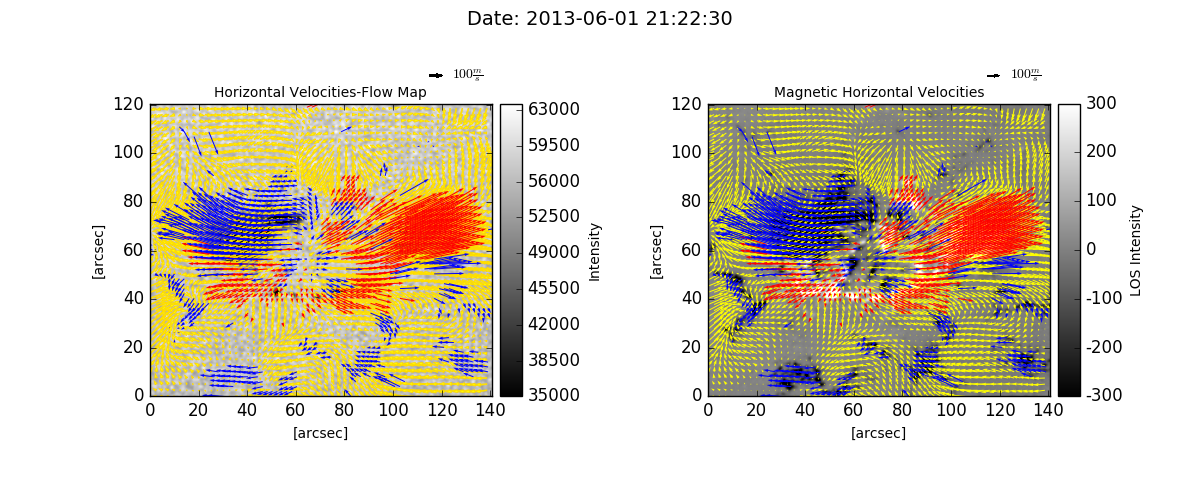 Date: 2013-06-01 21:22:30
100 m/s
Horizontal Velocities-Flow Map
120
100
80
60
40
20
0
[arcsec]
0 20 40 60 80 100 120 140
[arcsec]
63000
59500
56000
52500
49000
45500
42000
38500
35000
Intensity
100 m/s
Magnetic Horizontal Velocities
120
100
80
60
40
20
0
[arcsec]
0 20 40 60 80 100 120 140
[arcsec]
300
200
100
0
-100
-200
-300
LOS Intensity